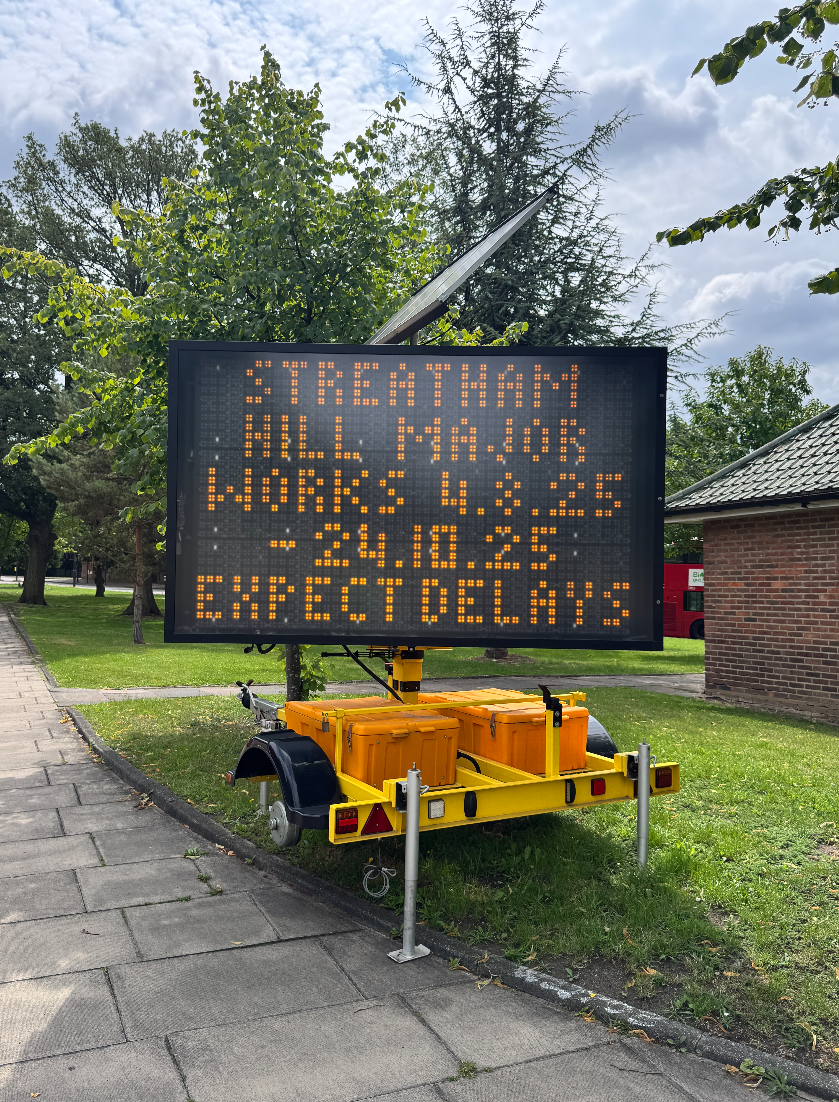 STREATHAM
HILL MAJOR
WORKS 4.8.25
- 24.10.25
EXPECT DELAYS